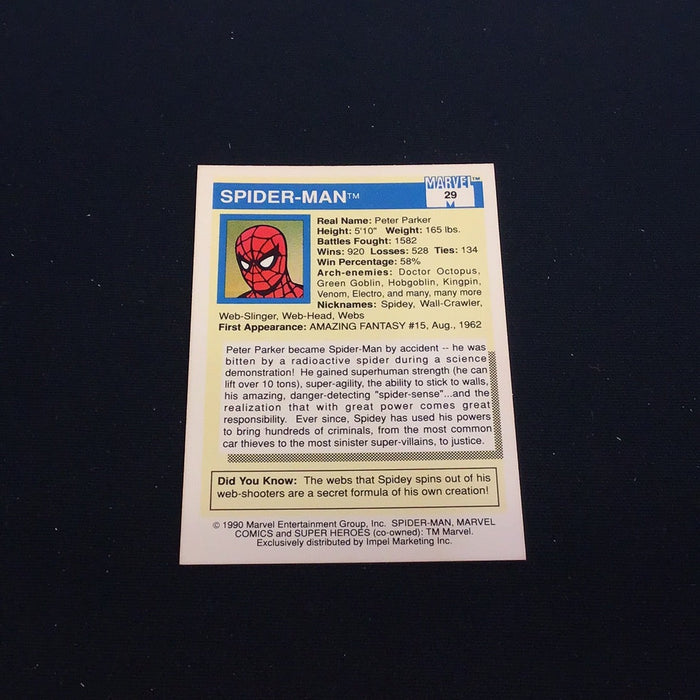 SPIDER-MAN™
MARVEL™
29
Real Name: Peter Parker
Height: 5'10" Weight: 165 lbs.
Battles Fought: 1582
Wins: 920 Losses: 528 Ties: 134
Win Percentage: 58%
Arch-enemies: Doctor Octopus,
Green Goblin, Hobgoblin, Kingpin,
Venom, Electro, and many, many more
Nicknames: Spidey, Wall-Crawler,
Web-Slinger, Web-Head, Webs
First Appearance: AMAZING FANTASY #15, Aug., 1962
Peter Parker became Spider-Man by accident -- he was
bitten by a radioactive spider during a science
demonstration! He gained superhuman strength (he can
lift over 10 tons), super-agility, the ability to stick to walls,
his amazing, danger-detecting "spider-sense"...and the
realization that with great power comes great
responsibility. Ever since, Spidey has used his powers
to bring hundreds of criminals, from the most common
car thieves to the most sinister super-villains, to justice.
Did You Know: The webs that Spidey spins out of his
web-shooters are a secret formula of his own creation!
© 1990 Marvel Entertainment Group, Inc. SPIDER-MAN, MARVEL
COMICS and SUPER HEROES (co-owned): TM Marvel.
Exclusively distributed by Impel Marketing Inc.